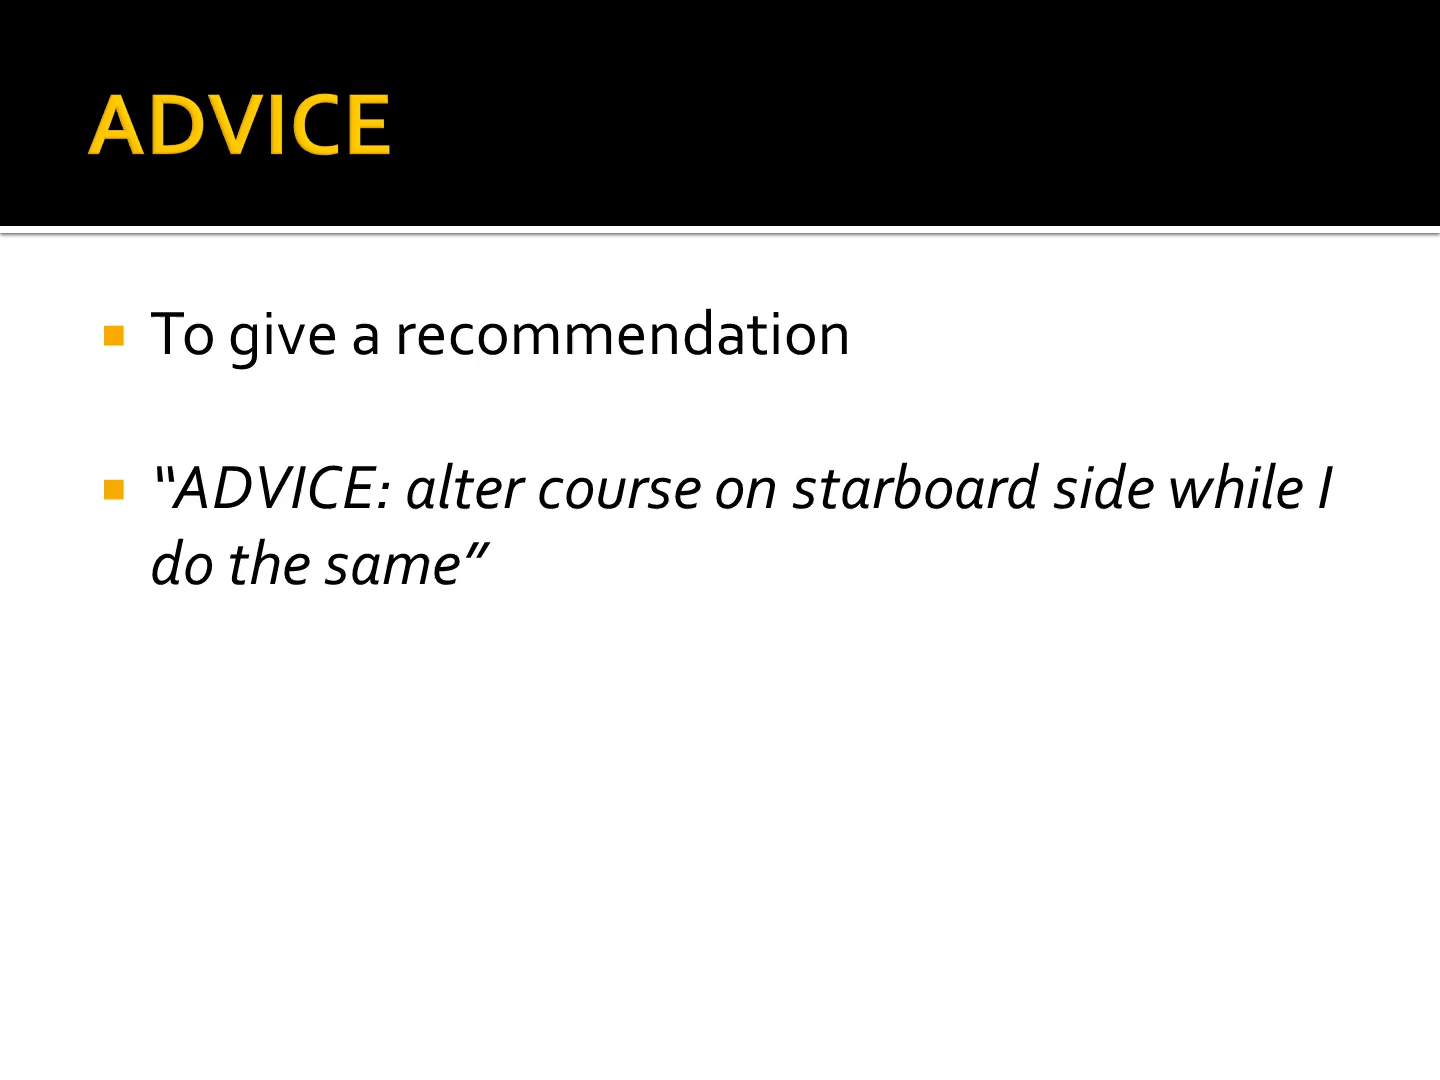 ADVICE
To give a recommendation
“ADVICE: alter course on starboard side while I
do the same”